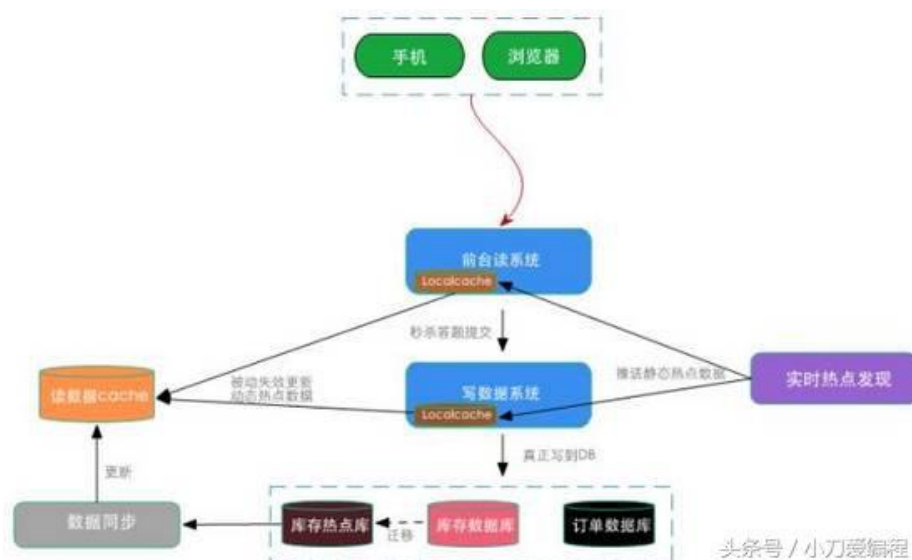 手机
浏览器
前台读系统
Localcache
秒杀答题提交
读数据cache
被动失效更新
动态热点数据
写数据系统
Localcache
推送静态热点数据
实时热点发现
更新
真正写到DB
数据同步
库存热点库
迁移
库存数据库
订单数据库
头条号 / 小刀爱编程